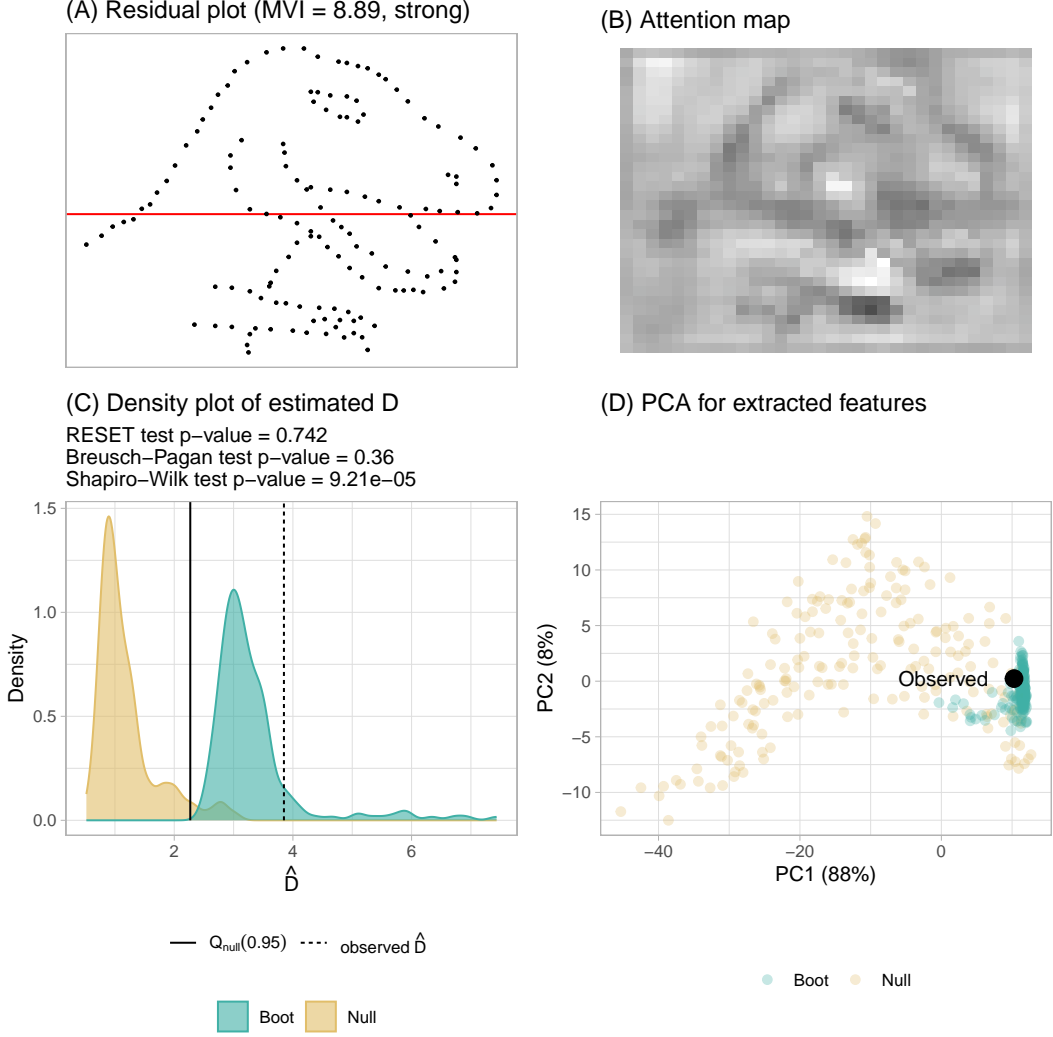 (A) Residual plot (MVI = 8.89, strong)
(B) Attention map
(C) Density plot of estimated D
RESET test p−value = 0.742
Breusch−Pagan test p−value = 0.36
Shapiro−Wilk test p−value = 9.21e−05
1.5
1.0
0.5
0.0
Density
2 4 6
D̂
Q_null(0.95) observed D̂
Boot Null
(D) PCA for extracted features
15
10
5
0
−5
−10
PC2 (8%)
Observed
−40 −20 0
PC1 (88%)
Boot Null